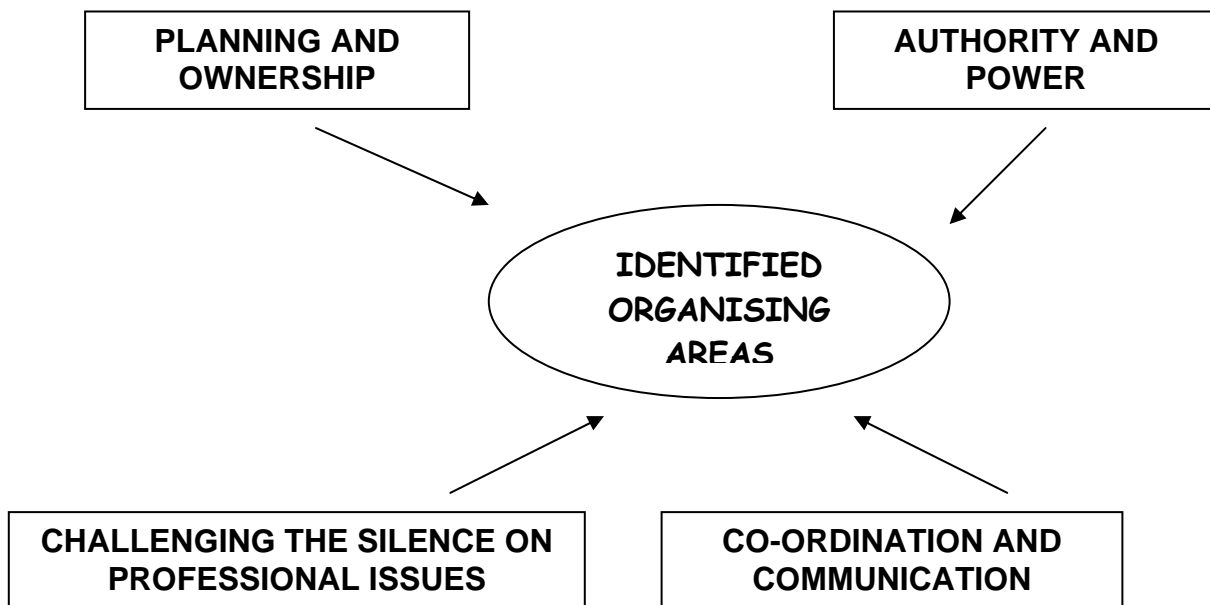 PLANNING AND
OWNERSHIP
AUTHORITY AND
POWER
IDENTIFIED
ORGANISING
AREAS
CHALLENGING THE SILENCE ON
PROFESSIONAL ISSUES
CO-ORDINATION AND
COMMUNICATION